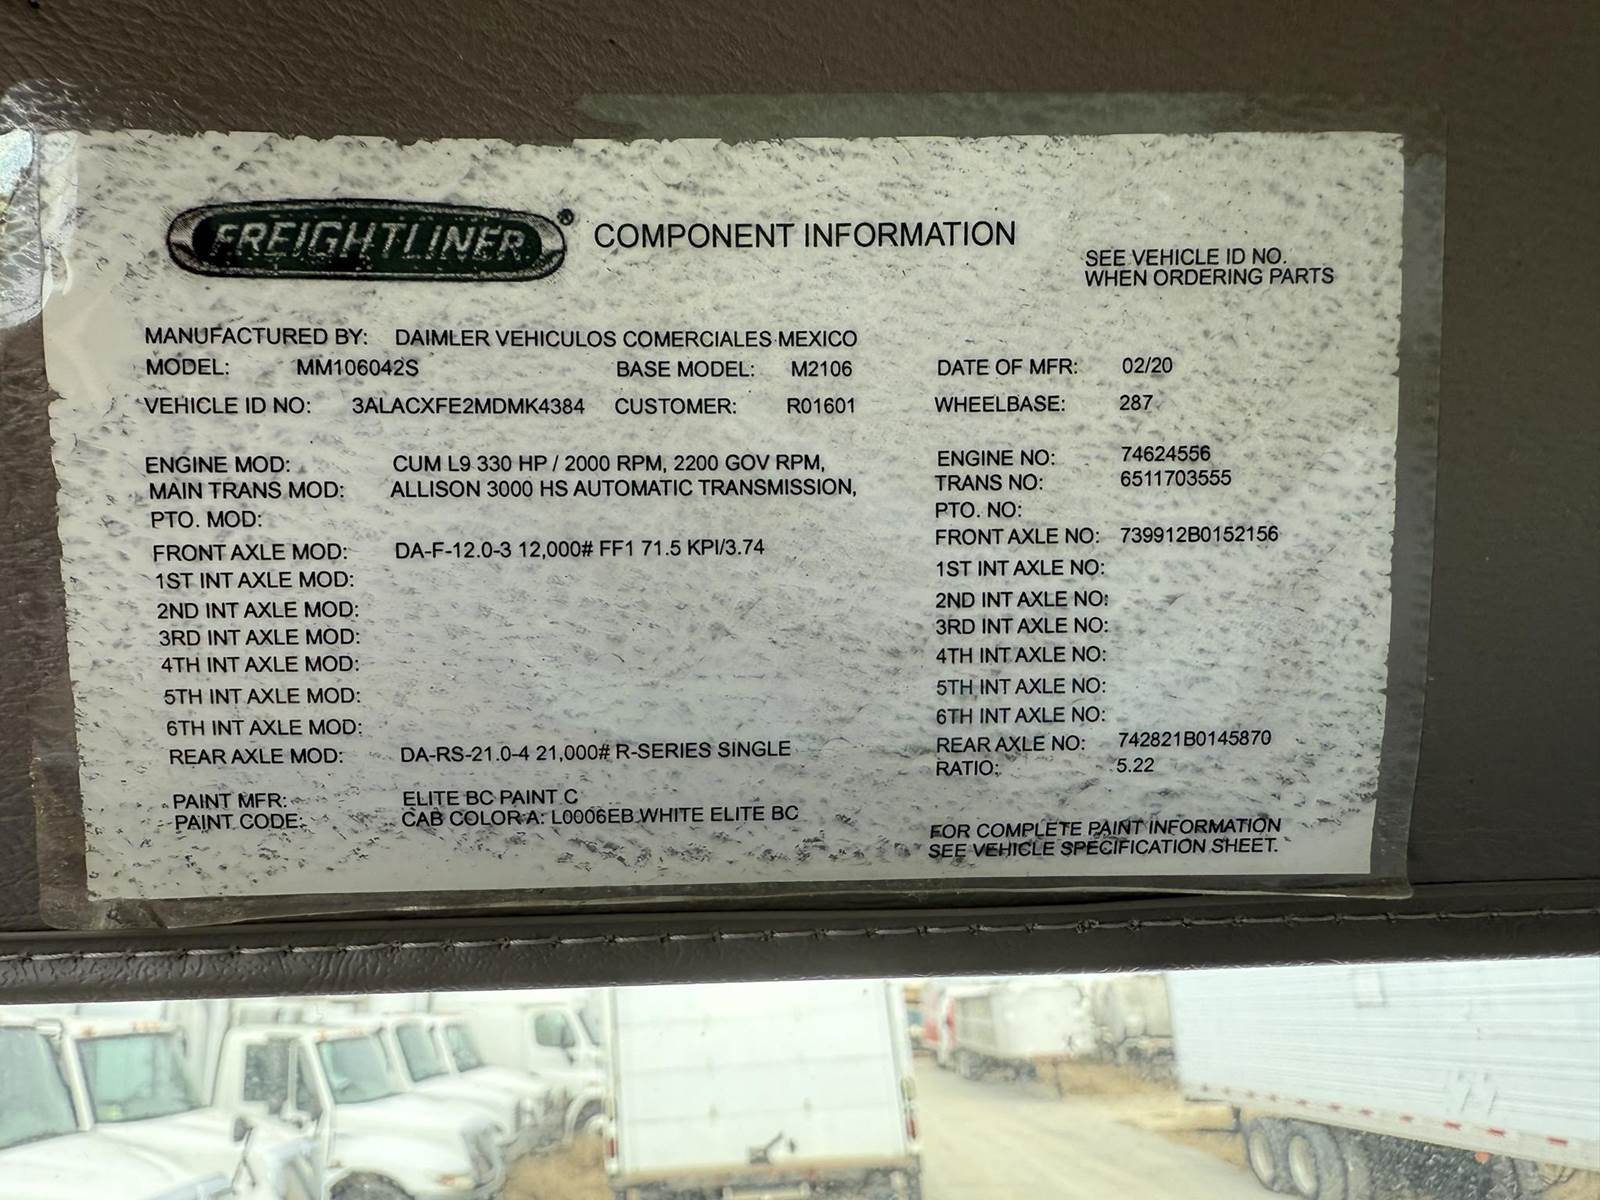 FREIGHTLINER® COMPONENT INFORMATION
SEE VEHICLE ID NO.
WHEN ORDERING PARTS
MANUFACTURED BY: DAIMLER VEHICULOS COMERCIALES MEXICO
MODEL: MM106042S BASE MODEL: M2106 DATE OF MFR: 02/20
VEHICLE ID NO: 3ALACXFE2MDMK4384 CUSTOMER: R01601 WHEELBASE: 287
ENGINE MOD: CUM L9 330 HP / 2000 RPM, 2200 GOV RPM, ENGINE NO: 74624556
MAIN TRANS MOD: ALLISON 3000 HS AUTOMATIC TRANSMISSION, TRANS NO: 6511703555
PTO. MOD: PTO. NO:
FRONT AXLE MOD: DA-F-12.0-3 12,000# FF1 71.5 KPI/3.74 FRONT AXLE NO: 739912B0152156
1ST INT AXLE MOD: 1ST INT AXLE NO:
2ND INT AXLE MOD: 2ND INT AXLE NO:
3RD INT AXLE MOD: 3RD INT AXLE NO:
4TH INT AXLE MOD: 4TH INT AXLE NO:
5TH INT AXLE MOD: 5TH INT AXLE NO:
6TH INT AXLE MOD: 6TH INT AXLE NO:
REAR AXLE MOD: DA-RS-21.0-4 21,000# R-SERIES SINGLE REAR AXLE NO: 742821B0145870
RATIO: 5.22
PAINT MFR: ELITE BC PAINT C
PAINT CODE: CAB COLOR A: L0006EB WHITE ELITE BC
FOR COMPLETE PAINT INFORMATION
SEE VEHICLE SPECIFICATION SHEET.